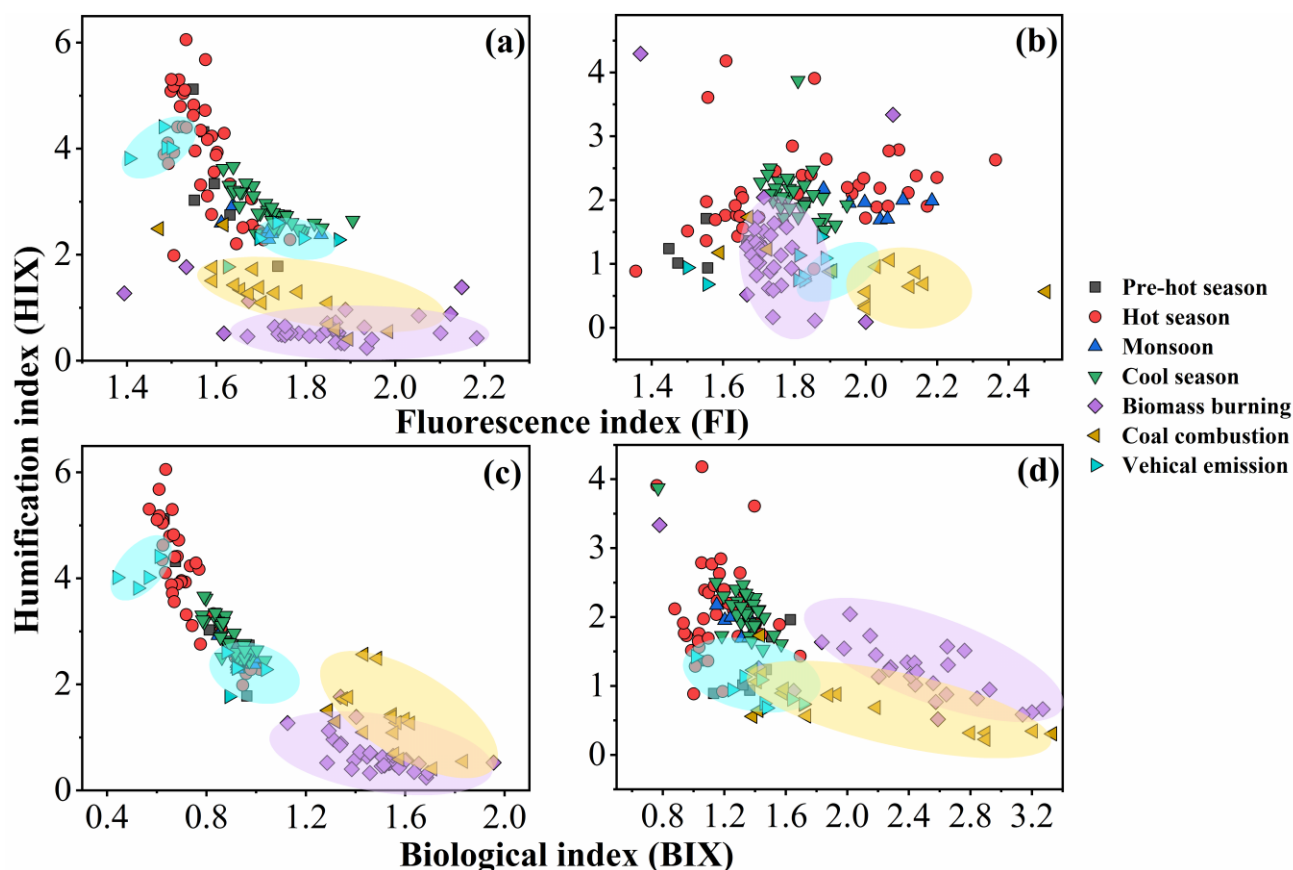 (a)
6
4
2
0
1.4 1.6 1.8 2.0 2.2
(b)
4
3
2
1
0
1.4 1.6 1.8 2.0 2.2 2.4
Fluorescence index (FI)
Humification index (HIX)
Pre-hot season
Hot season
Monsoon
Cool season
Biomass burning
Coal combustion
Vehical emission
(c)
6
4
2
0
0.4 0.8 1.2 1.6 2.0
(d)
4
3
2
1
0
0.8 1.2 1.6 2.0 2.4 2.8 3.2
Biological index (BIX)